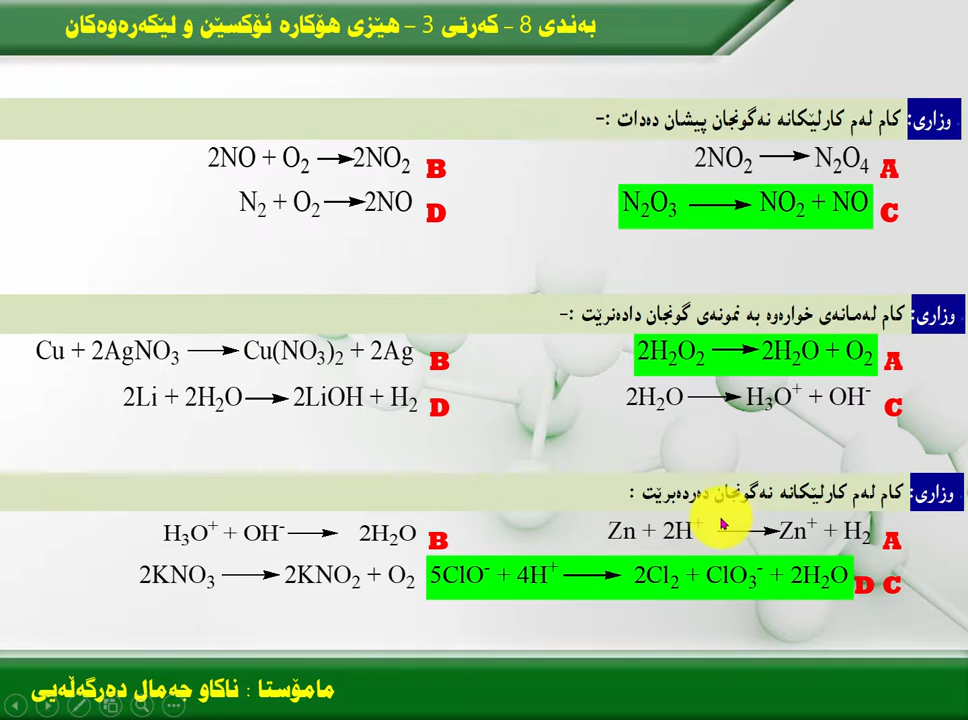 بەندی 8 - کەرتی 3 - هێزی هۆکارە ئۆکسێن و لێکەرەوەکان
وزاری: کام لەم کارلێکانە نەگونجان پیشان دەدات :-
A 2NO₂ ⟶ N₂O₄
B 2NO + O₂ ⟶ 2NO₂
C N₂O₃ ⟶ NO₂ + NO
D N₂ + O₂ ⟶ 2NO
وزاری: کام لەمانەی خوارەوە بە نمونەی گونجان دادەنرێت :-
A 2H₂O₂ ⟶ 2H₂O + O₂
B Cu + 2AgNO₃ ⟶ Cu(NO₃)₂ + 2Ag
C 2H₂O ⟶ H₃O⁺ + OH⁻
D 2Li + 2H₂O ⟶ 2LiOH + H₂
وزاری: کام لەم کارلێکانە نەگونجان دەردەبرێت :
A Zn + 2H⁺ ⟶ Zn⁺ + H₂
B H₃O⁺ + OH⁻ ⟶ 2H₂O
C D 5ClO⁻ + 4H⁺ ⟶ 2Cl₂ + ClO₃⁻ + 2H₂O
2KNO₃ ⟶ 2KNO₂ + O₂
مامۆستا : ناکاو جەمال دەرگەڵەیی